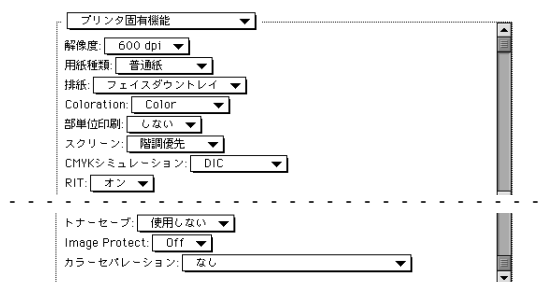 プリンタ固有機能
解像度: 600 dpi
用紙種類: 普通紙
排紙: フェイスダウントレイ
Coloration: Color
部単位印刷: しない
スクリーン: 階調優先
CMYKシミュレーション: DIC
RIT: オン
トナーセーブ: 使用しない
Image Protect: Off
カラーセパレーション: なし